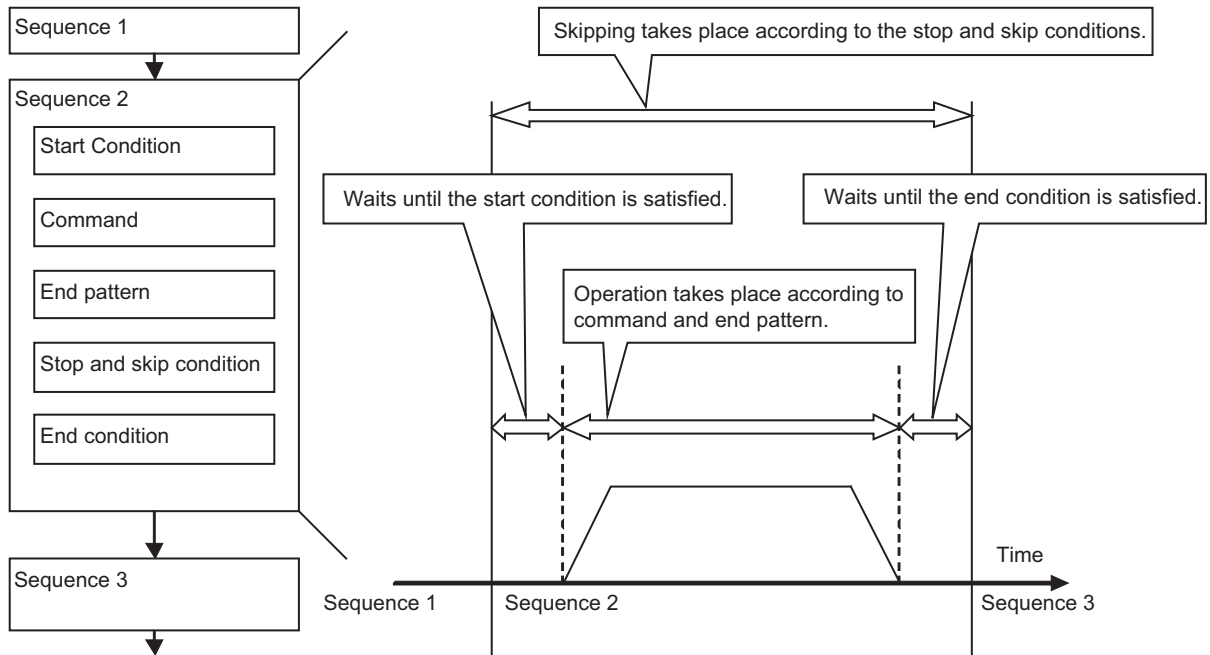 Sequence 1
Sequence 2
Start Condition
Command
End pattern
Stop and skip condition
End condition
Sequence 3
Skipping takes place according to the stop and skip conditions.
Waits until the start condition is satisfied.
Waits until the end condition is satisfied.
Operation takes place according to
command and end pattern.
Time
Sequence 1
Sequence 2
Sequence 3